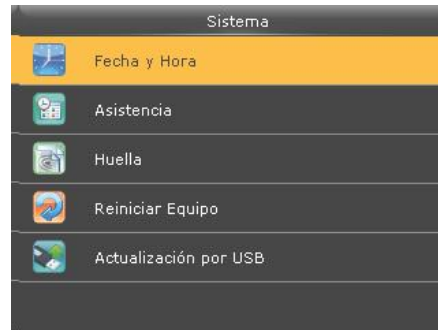 Sistema
Fecha y Hora
Asistencia
Huella
Reiniciar Equipo
Actualización por USB